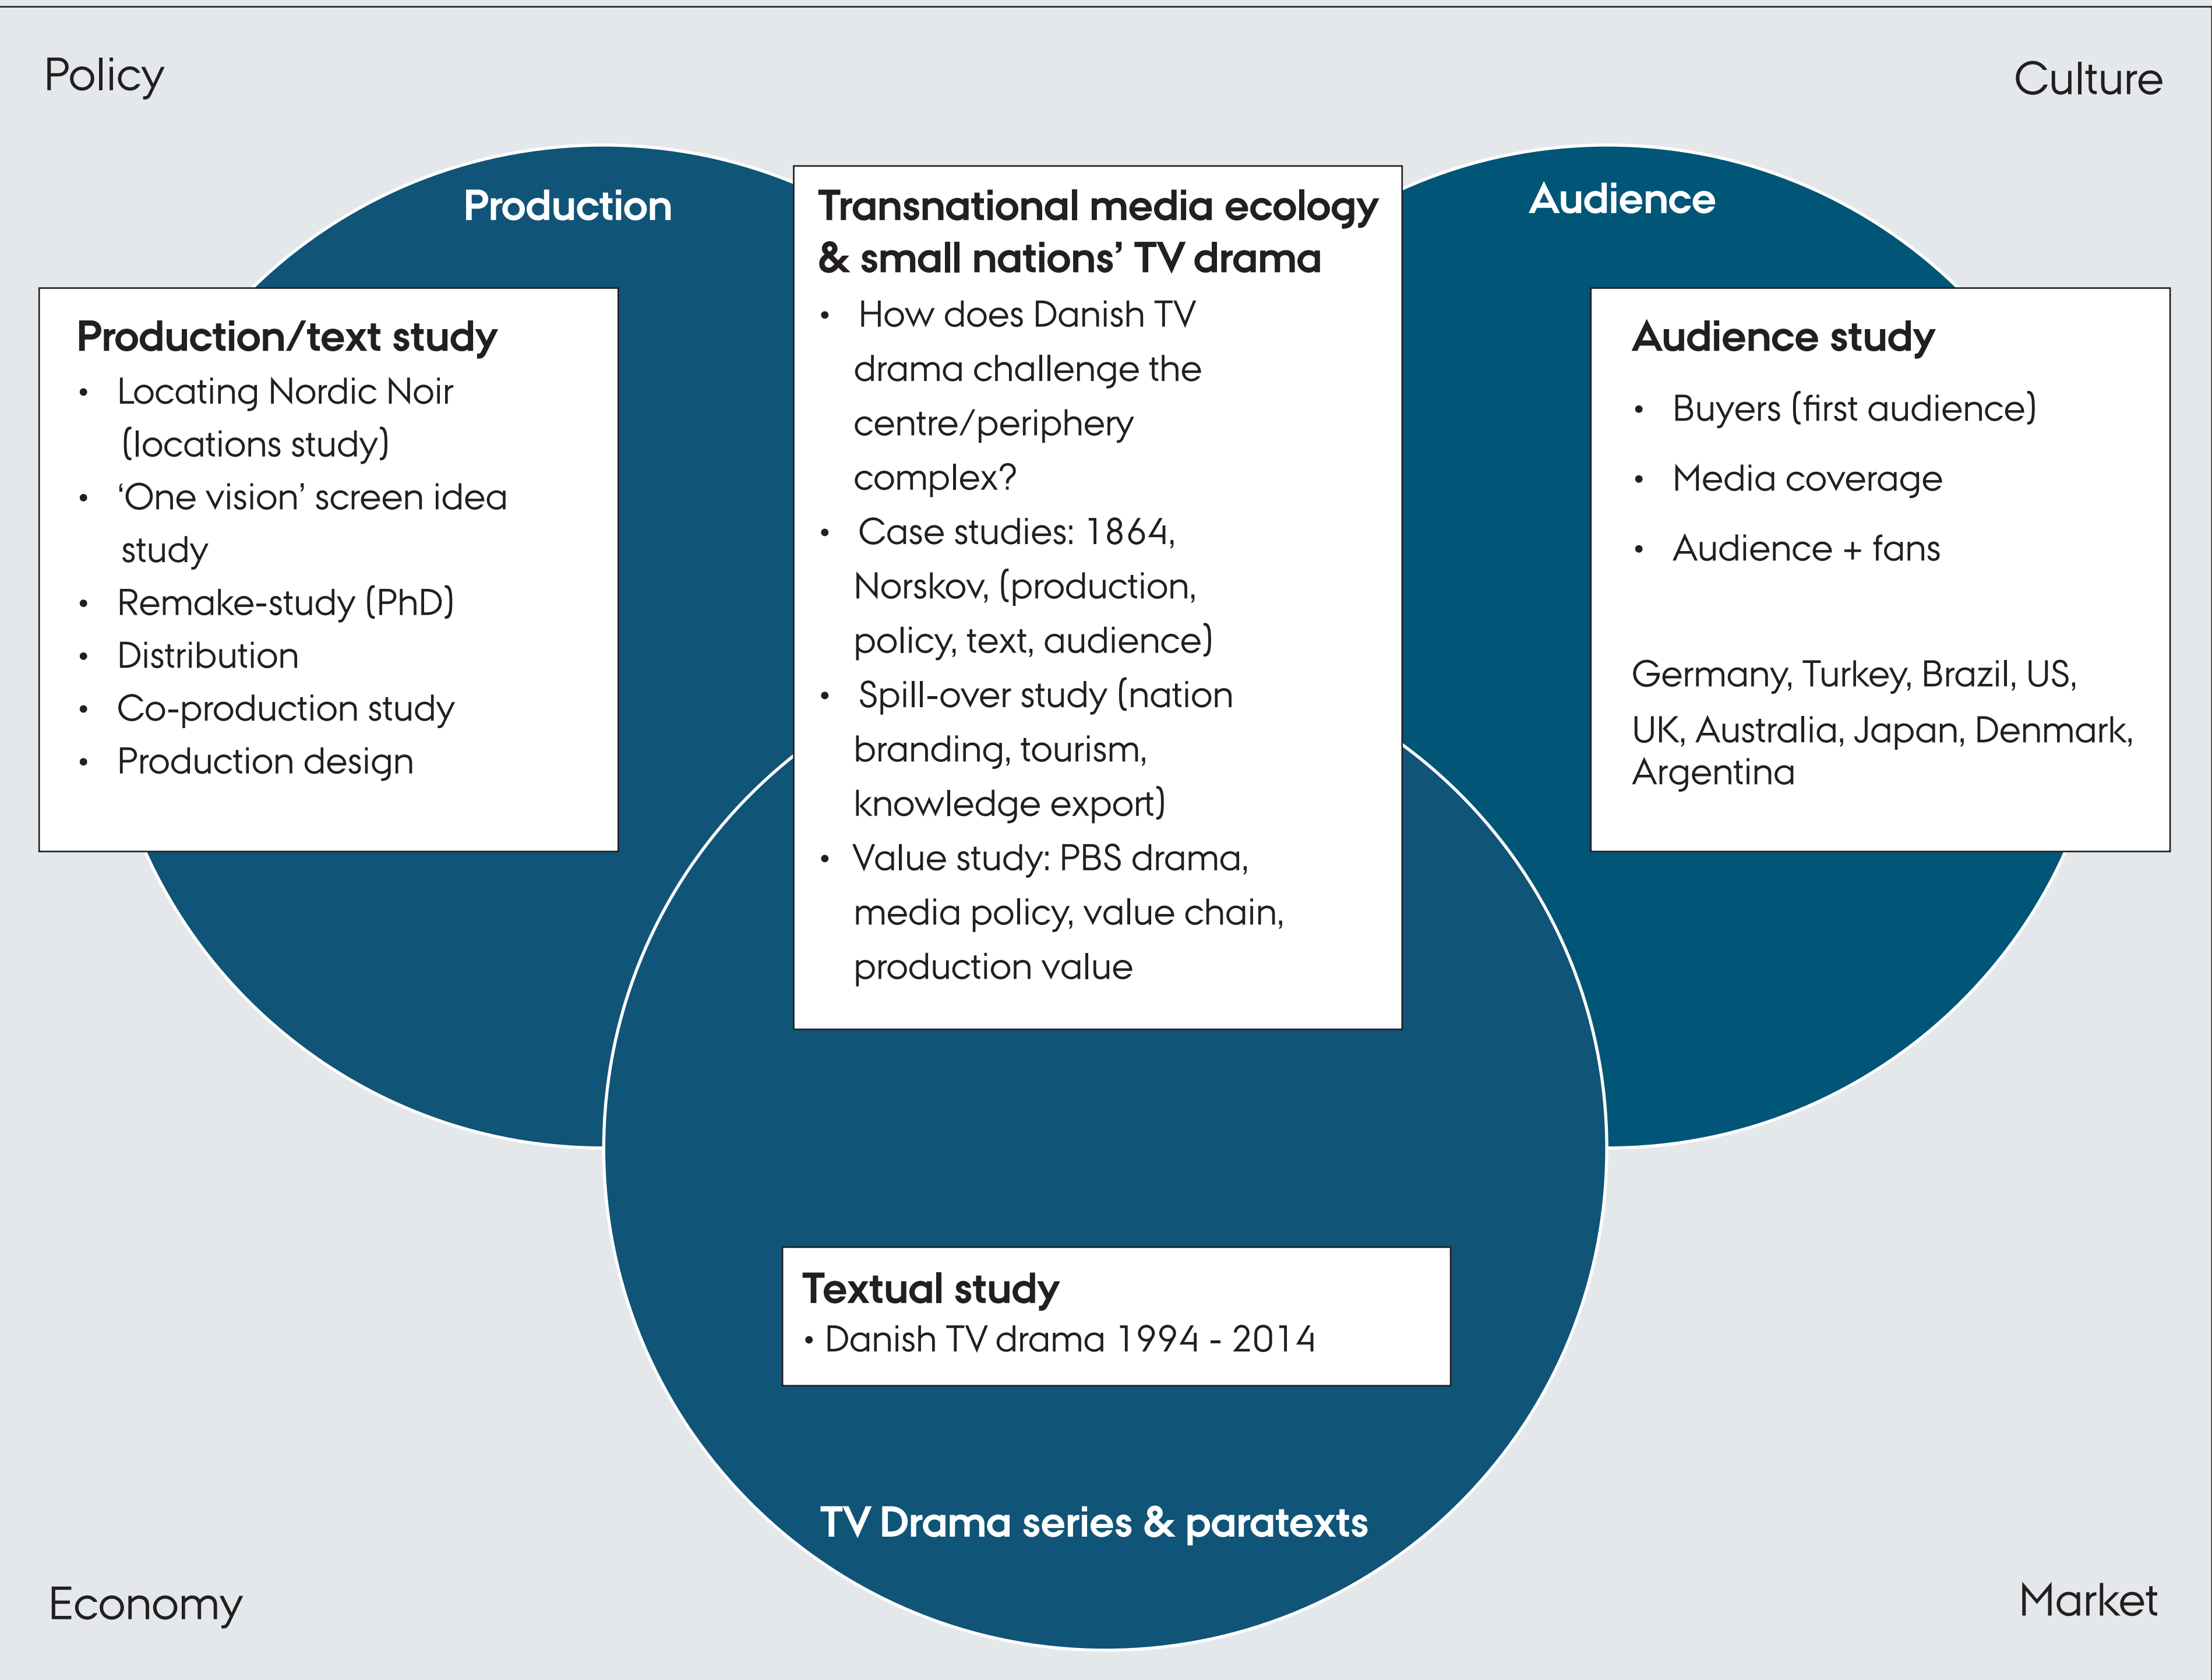 Policy
Culture
Production
Audience
Production/text study
• Locating Nordic Noir
(locations study)
• ‘One vision’ screen idea
study
• Remake-study (PhD)
• Distribution
• Co-production study
• Production design
Transnational media ecology
& small nations’ TV drama
• How does Danish TV
drama challenge the
centre/periphery
complex?
• Case studies: 1864,
Norskov, (production,
policy, text, audience)
• Spill-over study (nation
branding, tourism,
knowledge export)
• Value study: PBS drama,
media policy, value chain,
production value
Audience study
• Buyers (first audience)
• Media coverage
• Audience + fans
Germany, Turkey, Brazil, US,
UK, Australia, Japan, Denmark,
Argentina
Textual study
• Danish TV drama 1994 - 2014
TV Drama series & paratexts
Economy
Market